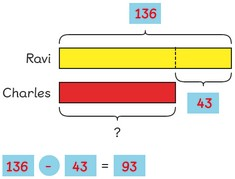 136
Ravi
Charles
43
?
136 - 43 = 93